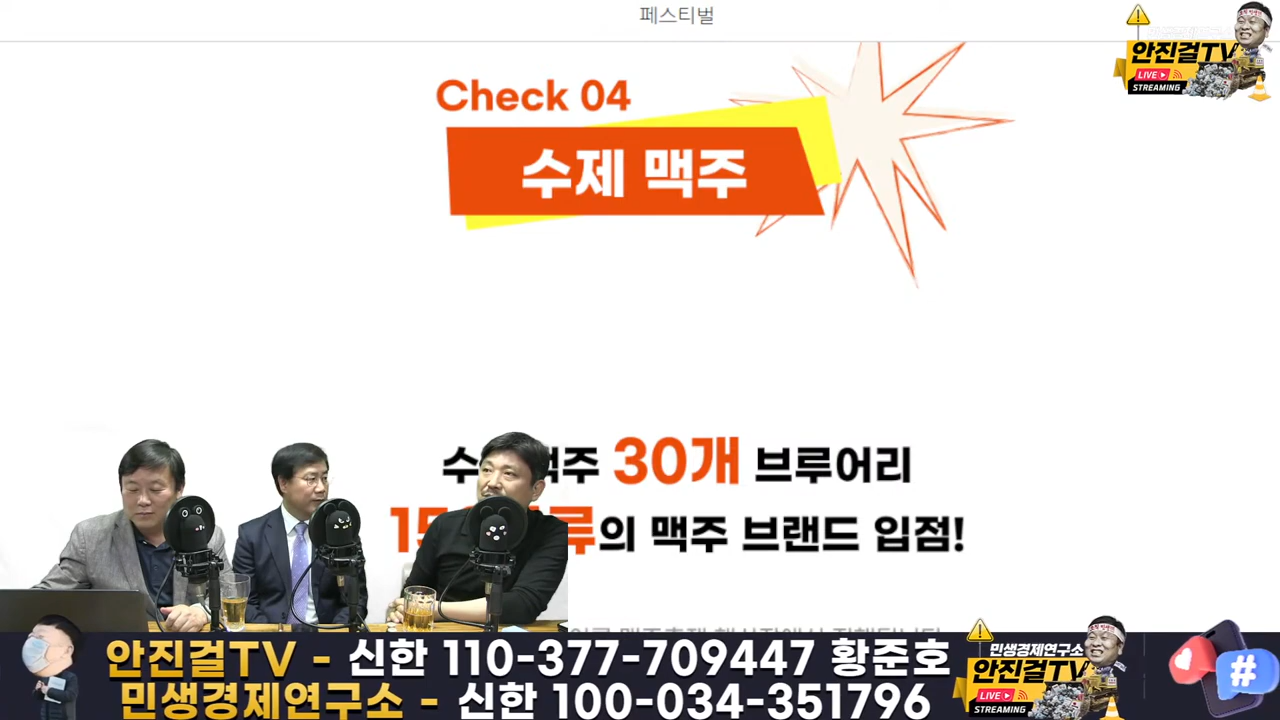 페스티벌
Check 04
수제 맥주
30개 브루어리
의 맥주 브랜드 입점!
안진걸TV
LIVE
STREAMING
안진걸TV - 신한 110-377-709447 황준호
민생경제연구소 - 신한 100-034-351796
민생경제연구소
안진걸TV
LIVE
STREAMING
#